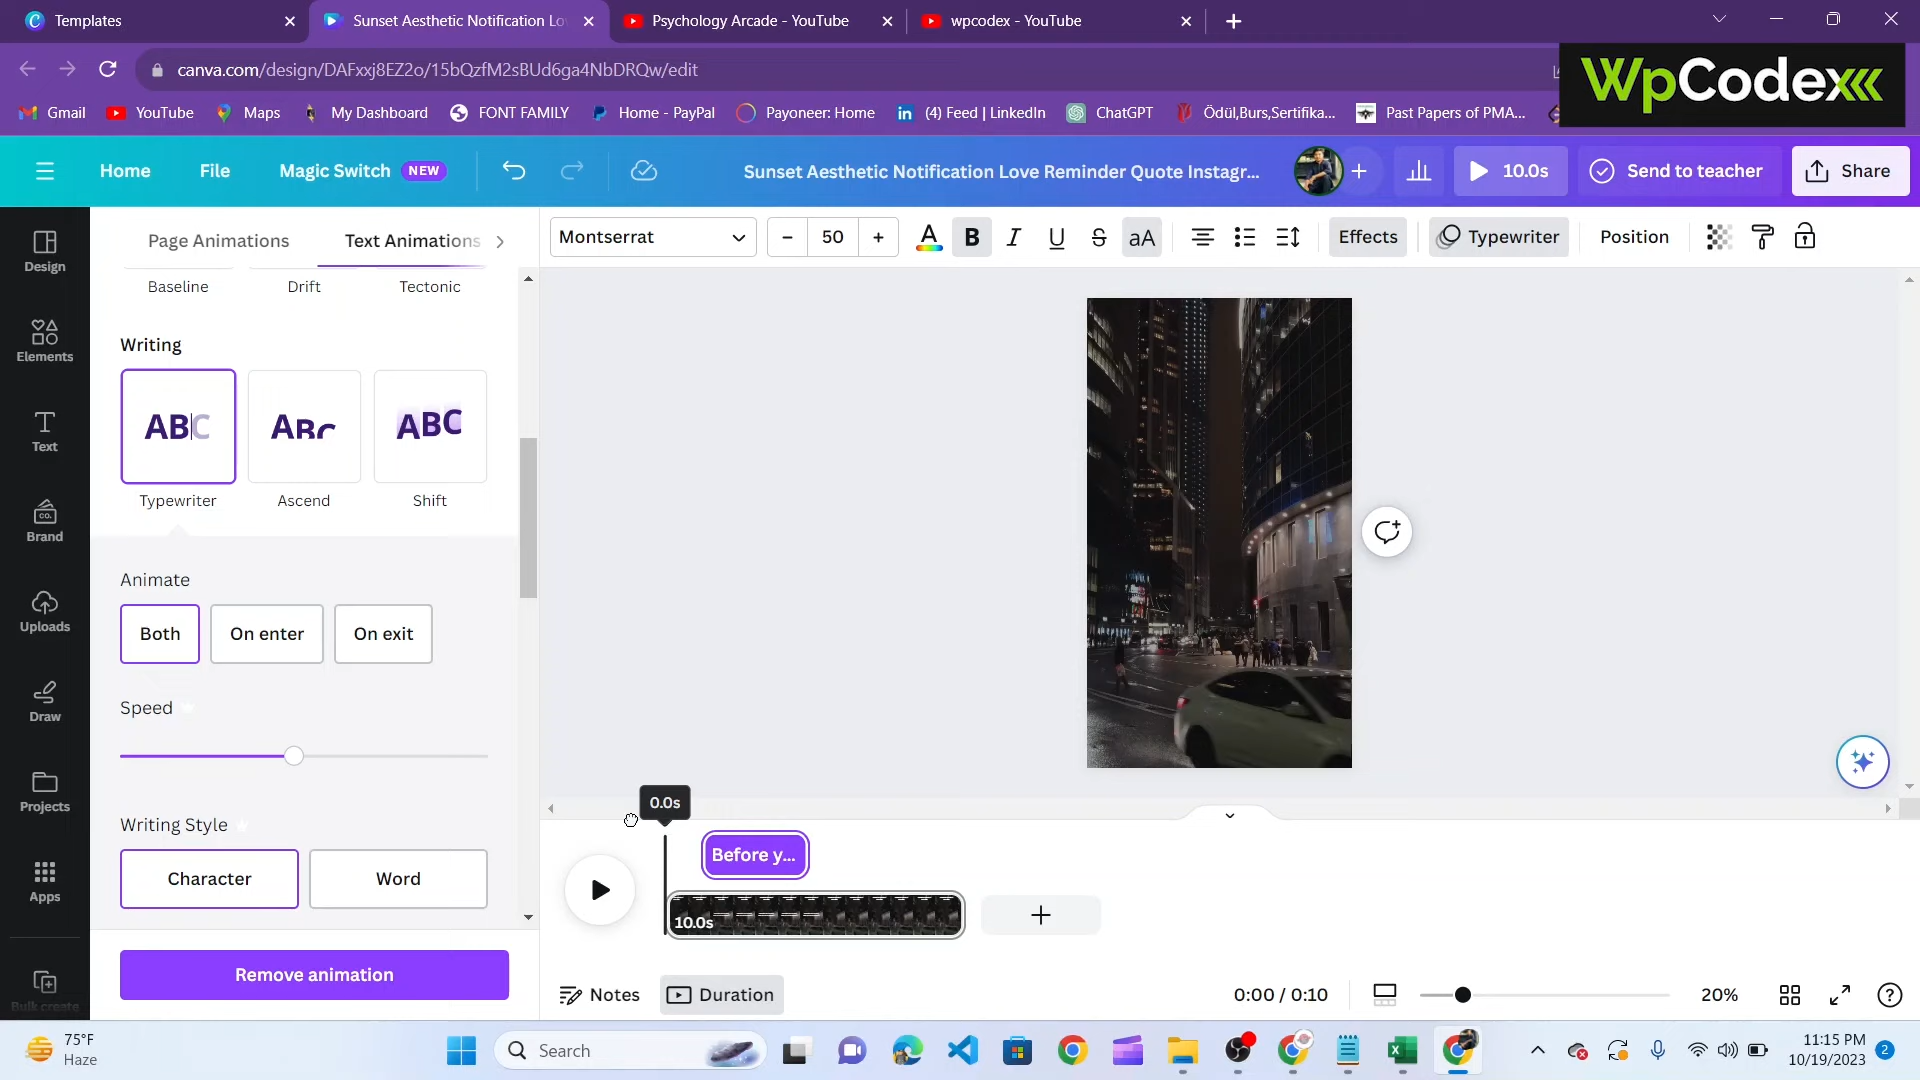 Templates
Sunset Aesthetic Notification Lo
Psychology Arcade - YouTube
wpcodex - YouTube
canva.com/design/DAFxxj8EZ2o/15bQzfM2sBUd6ga4NbDRQw/edit
WpCodex
Gmail
YouTube
Maps
My Dashboard
FONT FAMILY
Home - PayPal
Payoneer: Home
(4) Feed | LinkedIn
ChatGPT
Ödül,Burs,Sertifika...
Past Papers of PMA...
Home
File
Magic Switch NEW
Sunset Aesthetic Notification Love Reminder Quote Instagr...
10.0s
Send to teacher
Share
Design
Elements
Text
Brand
Uploads
Draw
Projects
Apps
Bulk create
Page Animations
Text Animations
Montserrat
50
Effects
Typewriter
Position
Baseline
Drift
Tectonic
Writing
ABC
ABC
ABC
Typewriter
Ascend
Shift
Animate
Both
On enter
On exit
Speed
Writing Style
Character
Word
Remove animation
0.0s
Before y...
10.0s
Notes
Duration
0:00 / 0:10
20%
75°F
Haze
Search
11:15 PM
10/19/2023
2